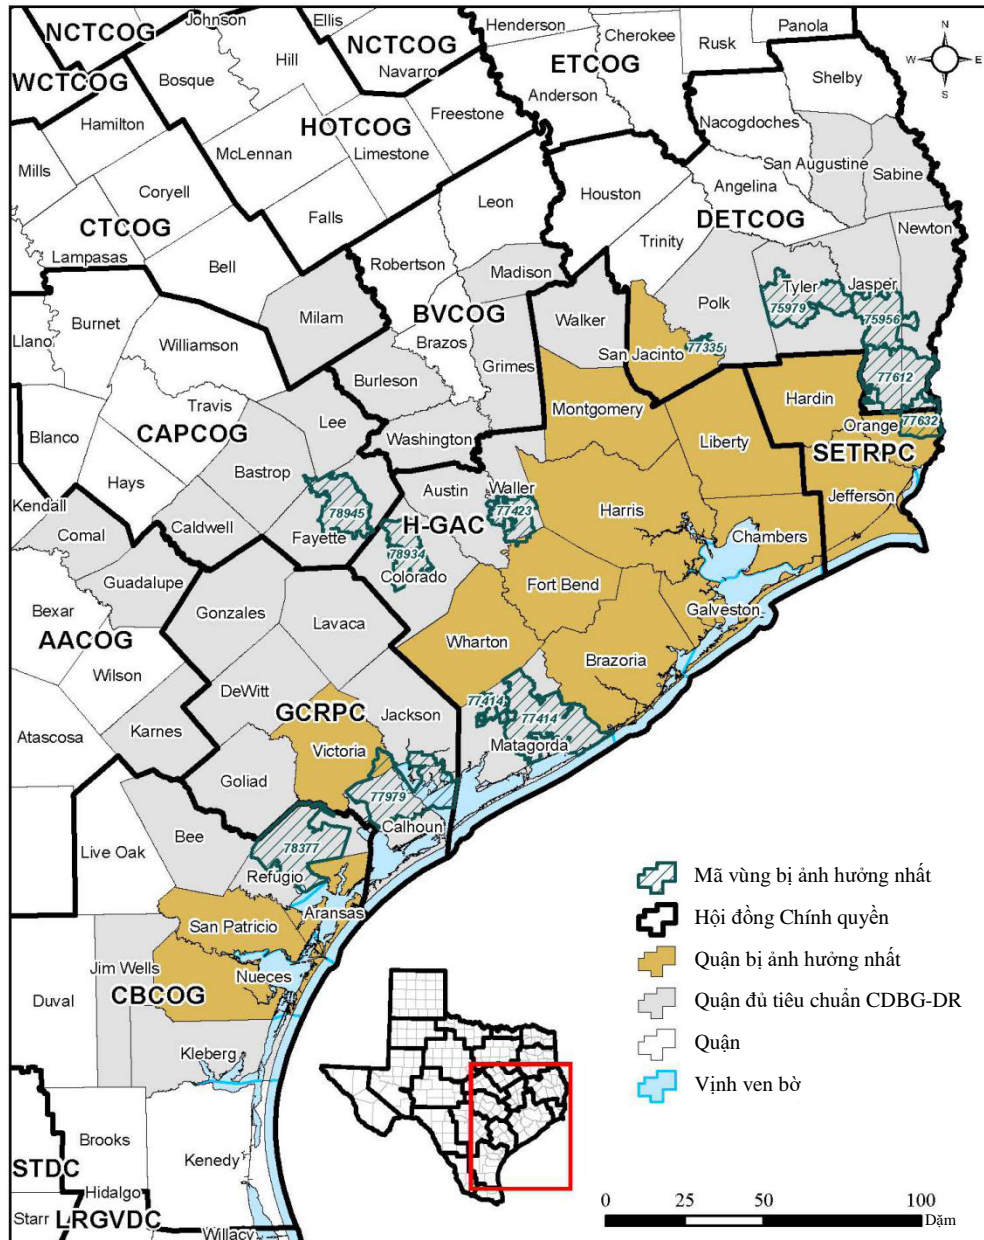 Johnson
Ellis
Henderson
Cherokee
Panola
NCTCOG
NCTCOG
Rusk
N
W
E
S
Hill
Navarro
ETCOG
Shelby
WCTCOG
Bosque
Anderson
Freestone
Nacogdoches
Hamilton
HOTCOG
McLennan
Limestone
San Augustine
Sabine
Mills
Coryell
Houston
Angelina
Leon
Falls
DETCOG
CTCOG
Newton
Lampasas
Trinity
Bell
Robertson
Madison
Tyler
Jasper
Polk
75979
Milam
BVCOG
Walker
75956
Burnet
Llano
Williamson
Brazos
San Jacinto
77335
Grimes
77612
Burleson
Hardin
Travis
Montgomery
Blanco
Lee
CAPCOG
Washington
Liberty
Orange
77632
SETRPC
Bastrop
Hays
Austin
Waller
Kendall
78945
77423
Harris
Jefferson
Comal
Caldwell
Fayette
H-GAC
78934
Chambers
Colorado
Guadalupe
Fort Bend
Bexar
Gonzales
Lavaca
Galveston
AACOG
Wharton
Brazoria
Wilson
DeWitt
77414
GCRPC
Jackson
77414
Karnes
Atascosa
Victoria
Matagorda
Goliad
77979
Calhoun
Bee
78377
Live Oak
Refugio
Aransas
San Patricio
Jim Wells
Nueces
CBCOG
Duval
Kleberg
Brooks
Kenedy
STDC
Hidalgo
Starr
LRGVDC
Willacy
Mã vùng bị ảnh hưởng nhất
Hội đồng Chính quyền
Quận bị ảnh hưởng nhất
Quận đủ tiêu chuẩn CDBG-DR
Quận
Vịnh ven bờ
0 25 50 100
Dặm